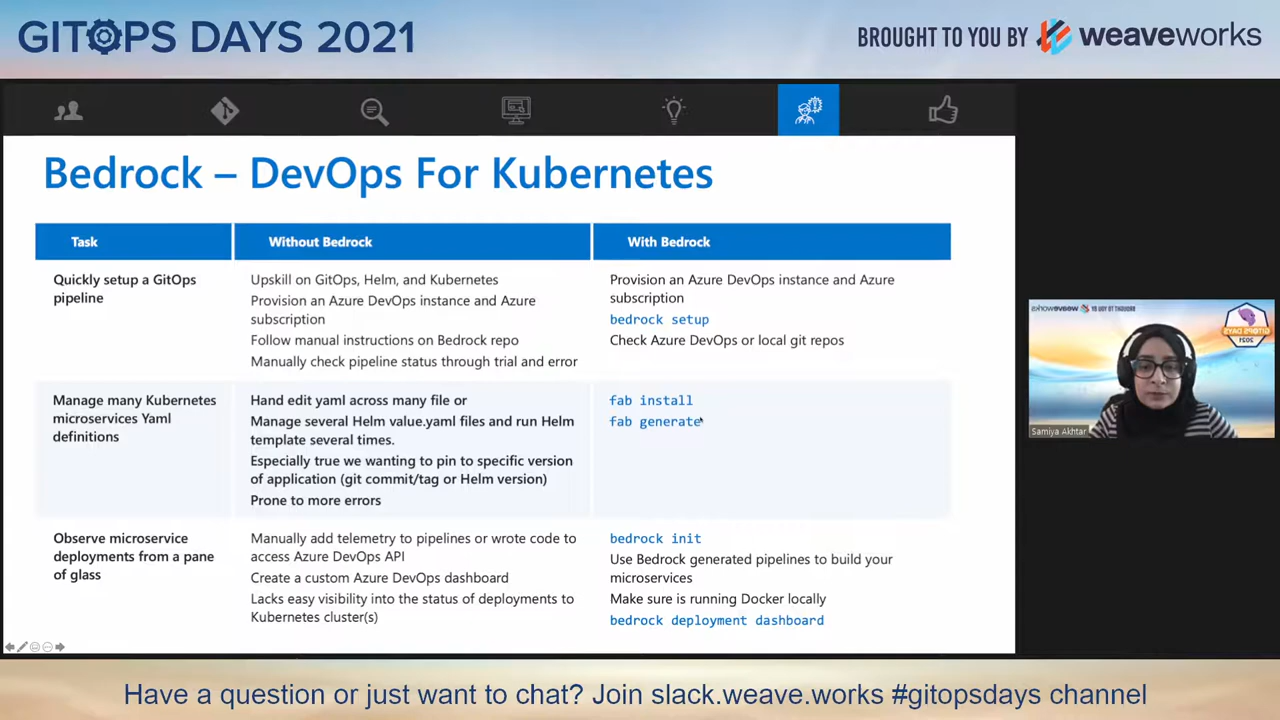 GITOPS DAYS 2021
BROUGHT TO YOU BY weaveworks
Bedrock – DevOps For Kubernetes
Task
Without Bedrock
With Bedrock
Quickly setup a GitOps
pipeline
Upskill on GitOps, Helm, and Kubernetes
Provision an Azure DevOps instance and Azure
subscription
Follow manual instructions on Bedrock repo
Manually check pipeline status through trial and error
Provision an Azure DevOps instance and Azure
subscription
bedrock setup
Check Azure DevOps or local git repos
Manage many Kubernetes
microservices Yaml
definitions
Hand edit yaml across many file or
Manage several Helm value.yaml files and run Helm
template several times.
Especially true we wanting to pin to specific version
of application (git commit/tag or Helm version)
Prone to more errors
fab install
fab generate
Observe microservice
deployments from a pane
of glass
Manually add telemetry to pipelines or wrote code to
access Azure DevOps API
Create a custom Azure DevOps dashboard
Lacks easy visibility into the status of deployments to
Kubernetes cluster(s)
bedrock init
Use Bedrock generated pipelines to build your
microservices
Make sure is running Docker locally
bedrock deployment dashboard
BROUGHT TO YOU BY weaveworks
GITOPS DAYS
2021
Samiya Akhtar
Have a question or just want to chat? Join slack.weave.works #gitopsdays channel